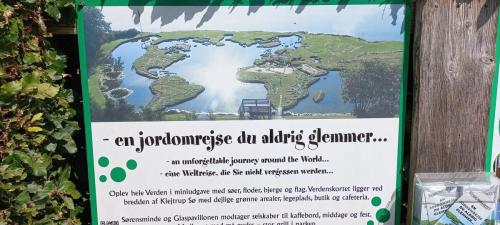 - en jordomrejse du aldrig glemmer...
- an unforgettable journey around the World...
- eine Weltreise, die Sie nicht vergessen werden...
Oplev hele Verden i miniudgave med søer, floder, bjerge og flag. Verdenskortet ligger ved
bredden af Klejtrup Sø med dejlige grønne arealer, legeplads, butik og cafeteria.
Sørensminde og Glaspavillonen modtager selskaber til kaffebord, middage og fest.